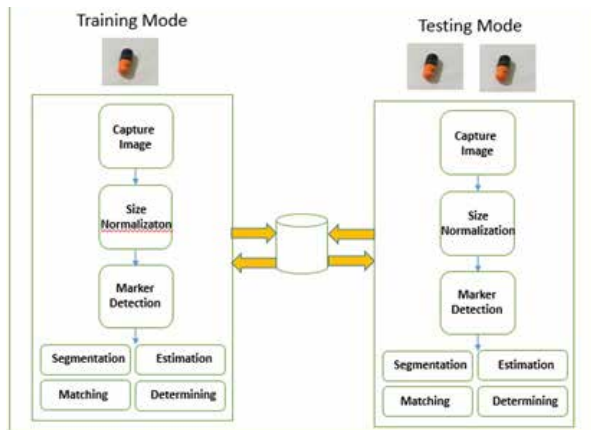 Training Mode
Capture
Image
Size
Normalizaton
Marker
Detection
Segmentation
Estimation
Matching
Determining
Testing Mode
Capture
Image
Size
Normalization
Marker
Detection
Segmentation
Estimation
Matching
Determining